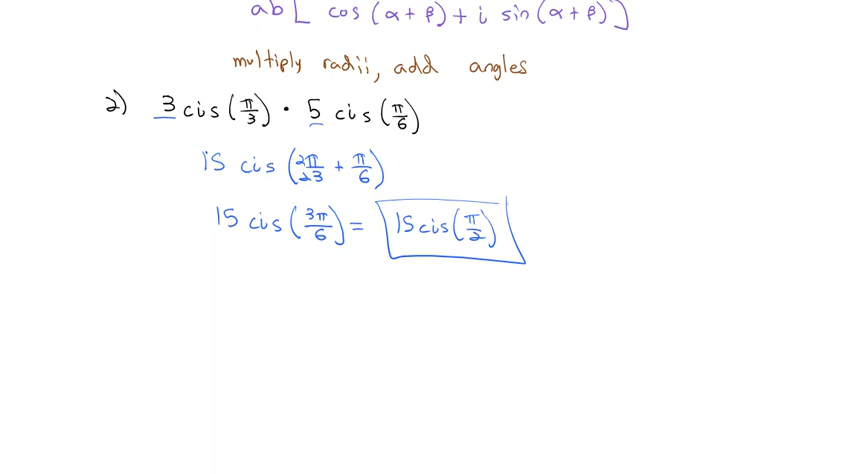 ab[ cos(α + β) + i sin(α + β)]
multiply radii, add angles
2) 3 cis(π/3) · 5 cis(π/6)
15 cis(2π/2·3 + π/6)
15 cis(3π/6) = 15 cis(π/2)